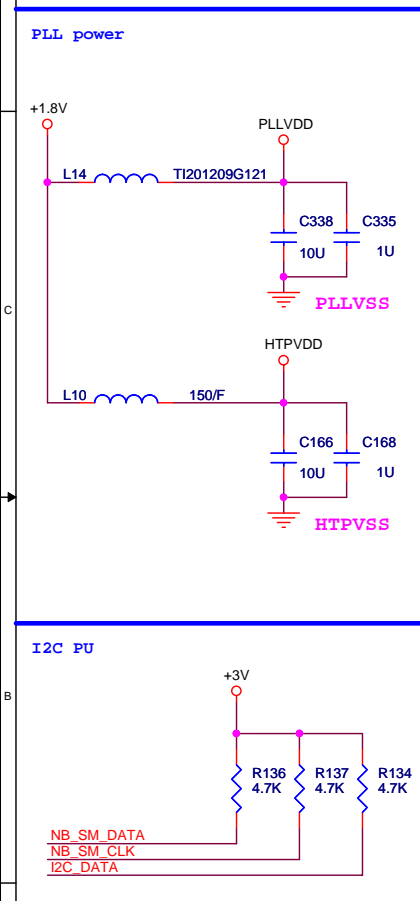 PLL power
+1.8V
PLLVDD
L14
TI201209G121
C338
C335
10U
1U
PLLVSS
C
HTPVDD
L10
150/F
C166
C168
10U
1U
HTPVSS
I2C PU
+3V
B
R136
R137
R134
4.7K
4.7K
4.7K
NB_SM_DATA
NB_SM_CLK
I2C_DATA